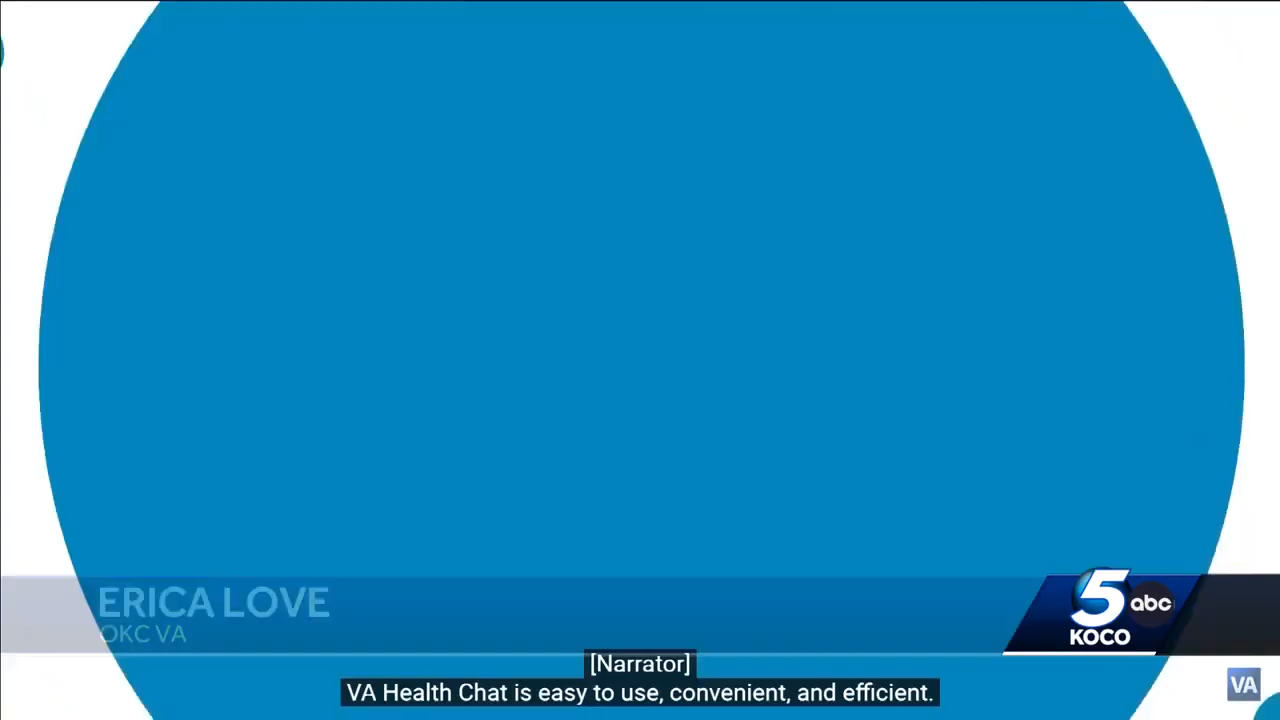 ERICA LOVE
OKC VA
5 abc
KOCO
[Narrator]
VA Health Chat is easy to use, convenient, and efficient.
VA